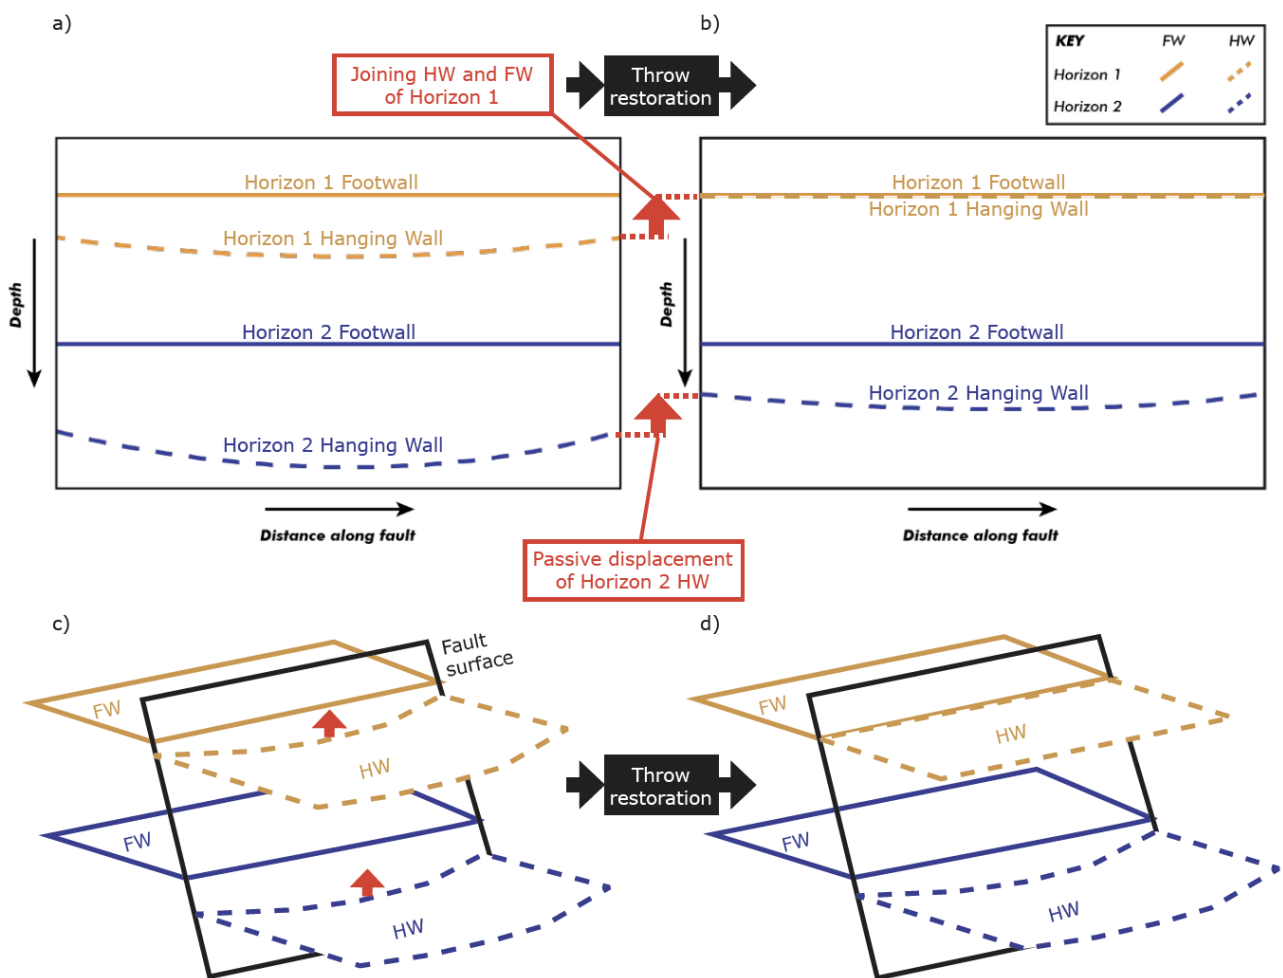 a)
b)
Joining HW and FW
of Horizon 1
Throw
restoration
KEY FW HW
Horizon 1
Horizon 2
Horizon 1 Footwall
Horizon 1 Hanging Wall
Horizon 2 Footwall
Horizon 2 Hanging Wall
Depth
Distance along fault
Horizon 1 Footwall
Horizon 1 Hanging Wall
Horizon 2 Footwall
Horizon 2 Hanging Wall
Depth
Distance along fault
Passive displacement
of Horizon 2 HW
c)
Fault
surface
FW
HW
FW
HW
Throw
restoration
d)
FW
HW
FW
HW